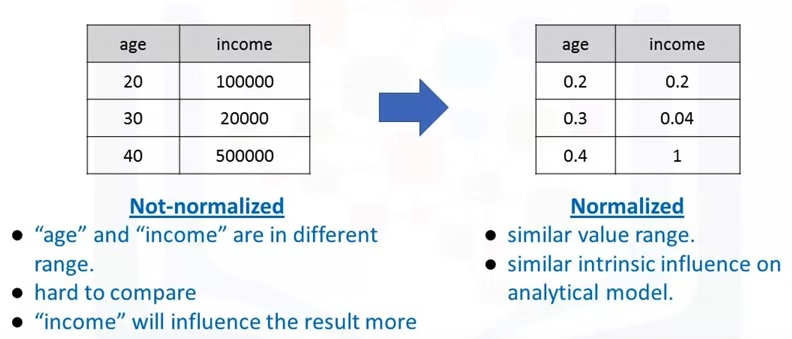 age income
20 100000
30 20000
40 500000
age income
0.2 0.2
0.3 0.04
0.4 1
Not-normalized
● “age” and “income” are in different
range.
● hard to compare
● “income” will influence the result more
Normalized
● similar value range.
● similar intrinsic influence on
analytical model.